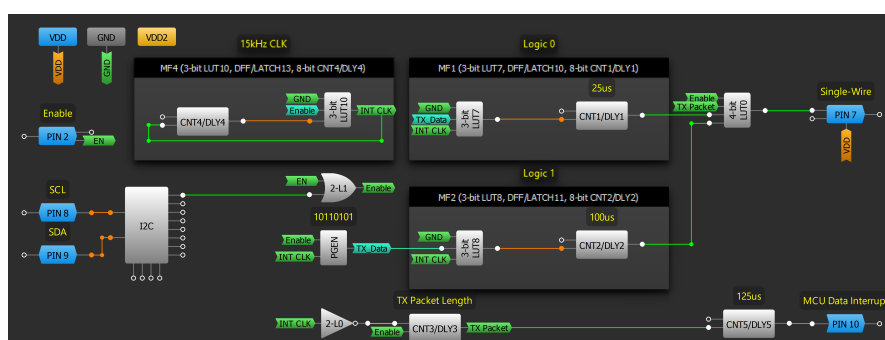 VDD GND VDD2
VDD GND
15kHz CLK
MF4 (3-bit LUT10, DFF/LATCH13, 8-bit CNT4/DLY4)
GND
Enable
CNT4/DLY4
3-bit LUT10
INT CLK
Logic 0
MF1 (3-bit LUT7, DFF/LATCH10, 8-bit CNT1/DLY1)
25us
GND
TX_Data
INT CLK
3-bit LUT7
CNT1/DLY1
Enable
TX Packet
4-bit LUT0
Single-Wire
PIN 7
VDD
Enable
PIN 2
EN
SCL
PIN 8
SDA
PIN 9
I2C
EN
2-L1
Enable
10110101
Enable
INT CLK
PGEN
TX_Data
Logic 1
MF2 (3-bit LUT8, DFF/LATCH11, 8-bit CNT2/DLY2)
100us
GND
INT CLK
3-bit LUT8
CNT2/DLY2
TX Packet Length
INT CLK
2-L0
Enable
CNT3/DLY3
TX Packet
125us
CNT5/DLY5
MCU Data Interrup
PIN 10